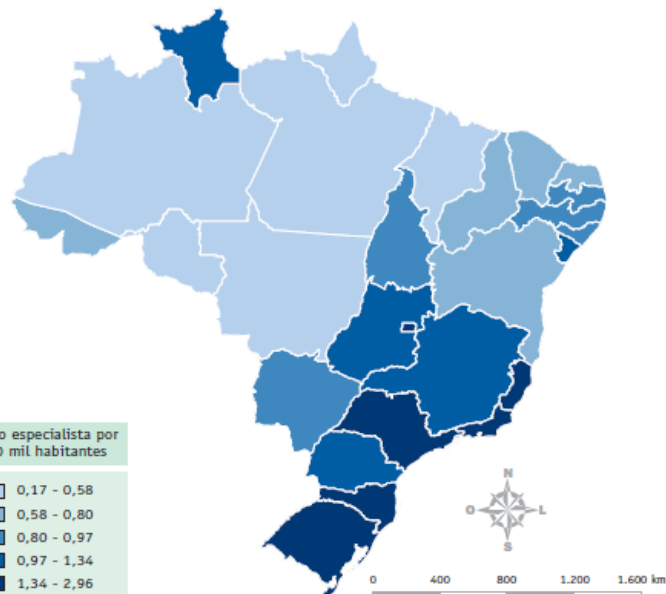 o especialista por
mil habitantes
0,17 - 0,58
0,58 - 0,80
0,80 - 0,97
0,97 - 1,34
1,34 - 2,96
N
O
L
S
0 400 800 1.200 1.600 km